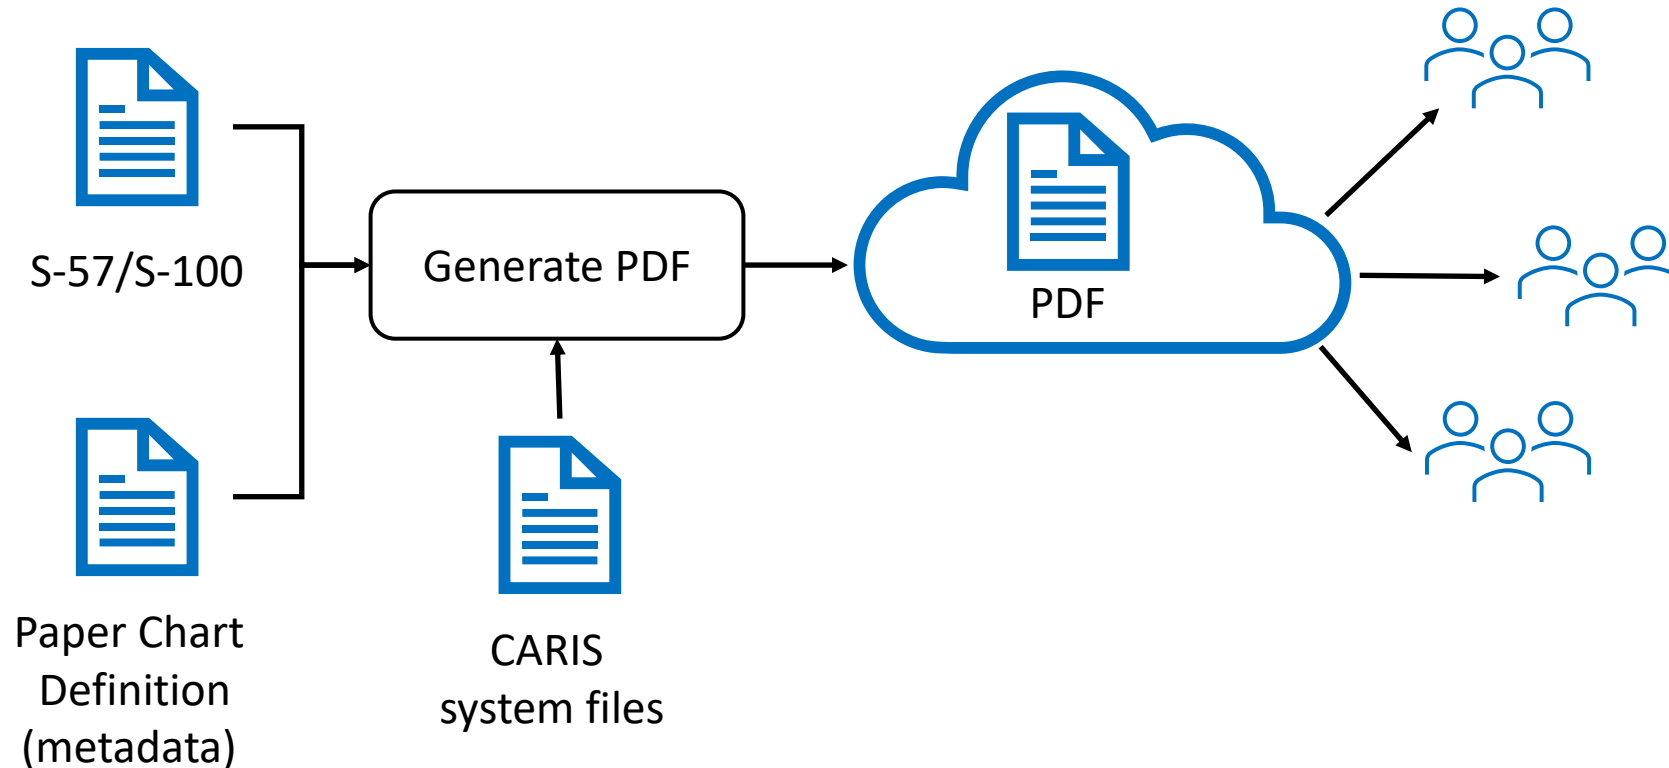 S-57/S-100
Generate PDF
PDF
Paper Chart
Definition
(metadata)
CARIS
system files